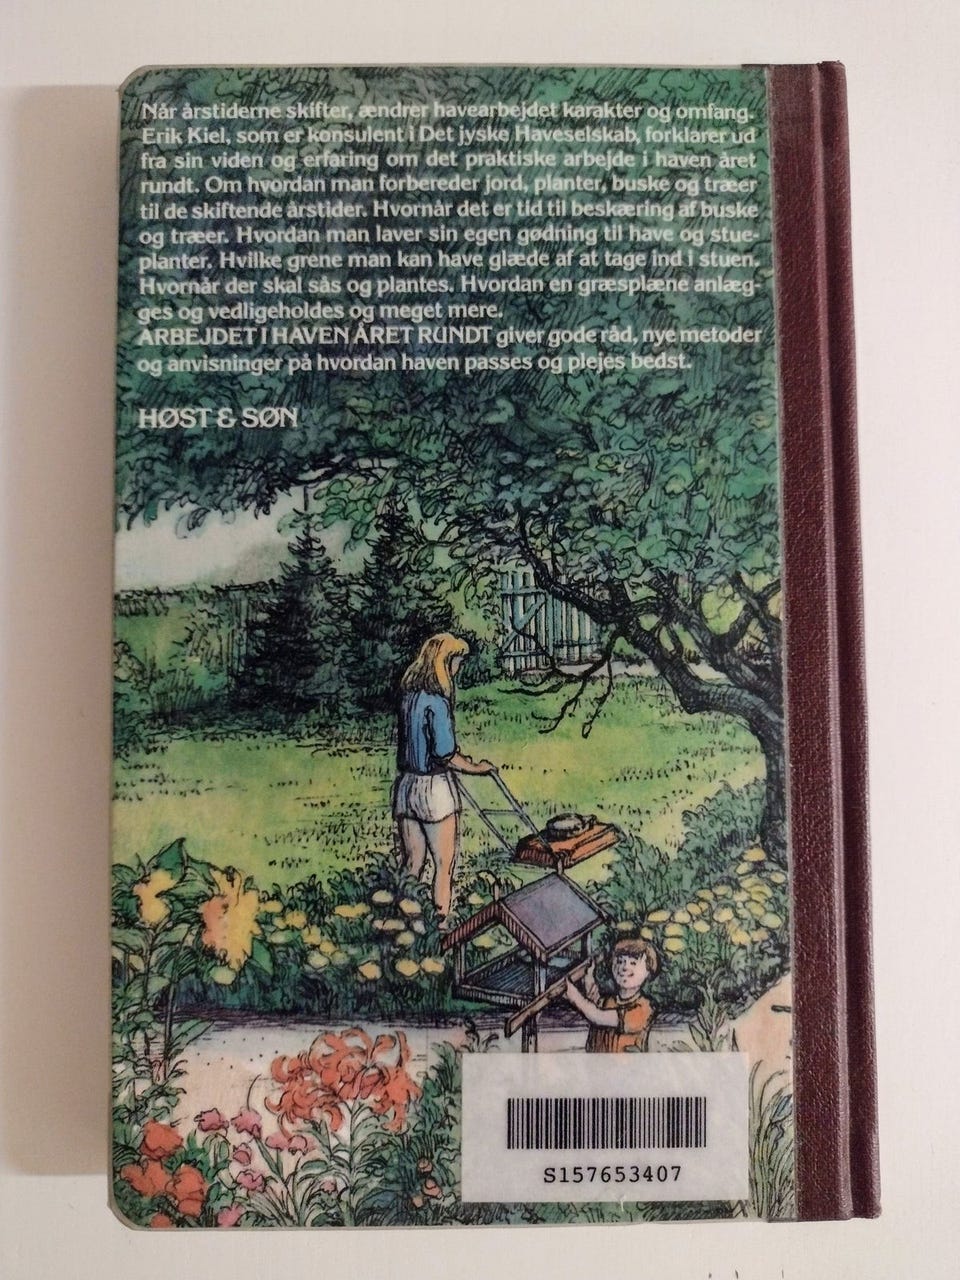 Når årstiderne skifter, ændrer havearbejdet karakter og omfang.
Erik Kiel, som er konsulent i Det jyske Haveselskab, forklarer ud
fra sin viden og erfaring om det praktiske arbejde i haven året
rundt. Om hvordan man forbereder jord, planter, buske og træer
til de skiftende årstider. Hvornår det er tid til beskæring af buske
og træer. Hvordan man laver sin egen gødning til have og stue-
planter. Hvilke grene man kan have glæde af at tage ind i stuen.
Hvornår der skal sås og plantes. Hvordan en græsplæne anlæg-
ges og vedligeholdes og meget mere.
ARBEJDET I HAVEN ÅRET RUNDT giver gode råd, nye metoder
og anvisninger på hvordan haven passes og plejes bedst.
HØST & SØN
S157653407